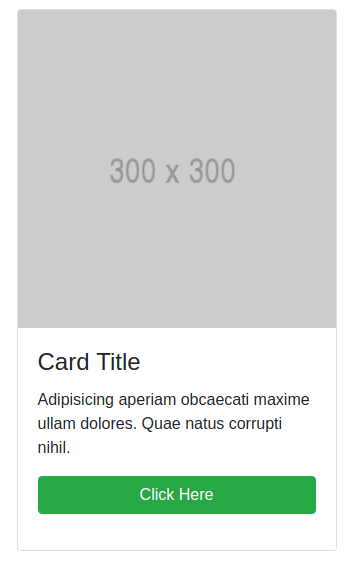 300 x 300
Card Title
Adipisicing aperiam obcaecati maxime
ullam dolores. Quae natus corrupti
nihil.
Click Here